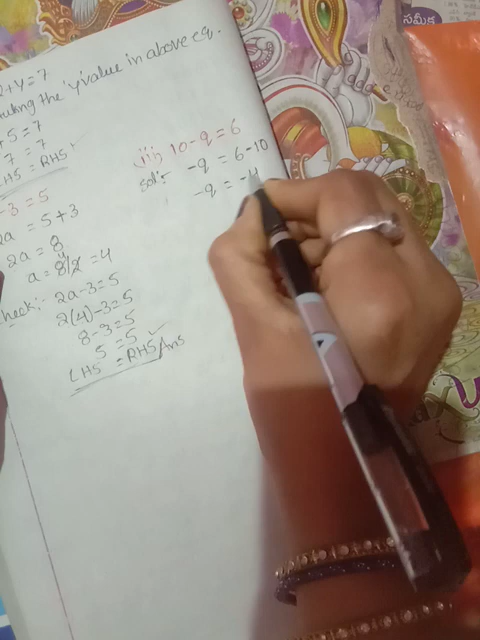 +y=7
the 'y' value in above eq.
+5=7
7=7
LHS = RHS
-3=5
2a = 5+3
2a = 8
a = 8/2 = 4
check:- 2a-3=5
2(4)-3=5
8-3=5
5=5
LHS = RHS Ans
iii) 10-q=6
sol:- -q = 6-10
-q = -4
సమీక్ష